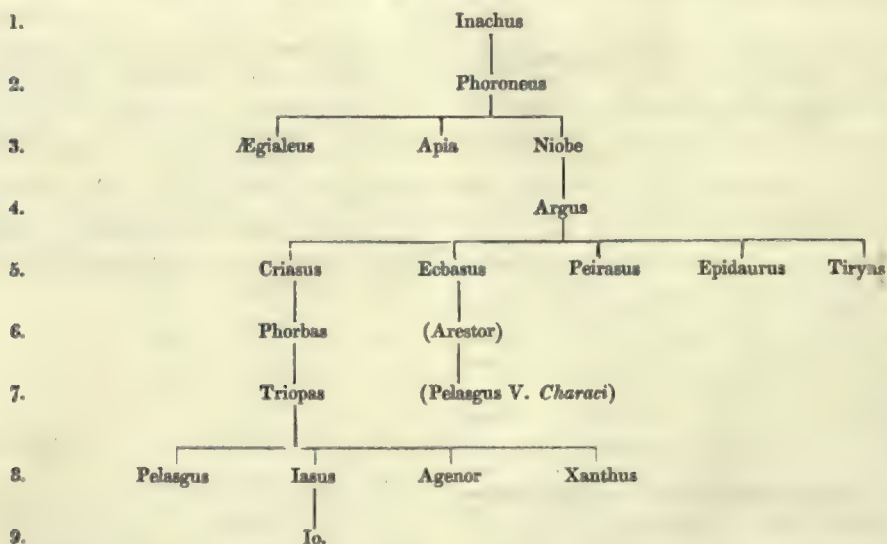 1. Inachus
2. Phoroneus
3. Ægialeus Apia Niobe
4. Argus
5. Criasus Ecbasus Peirasus Epidaurus Tiryns
6. Phorbas (Arestor)
7. Triopas (Pelasgus V. Characi)
8. Pelasgus Iasus Agenor Xanthus
9. Io.